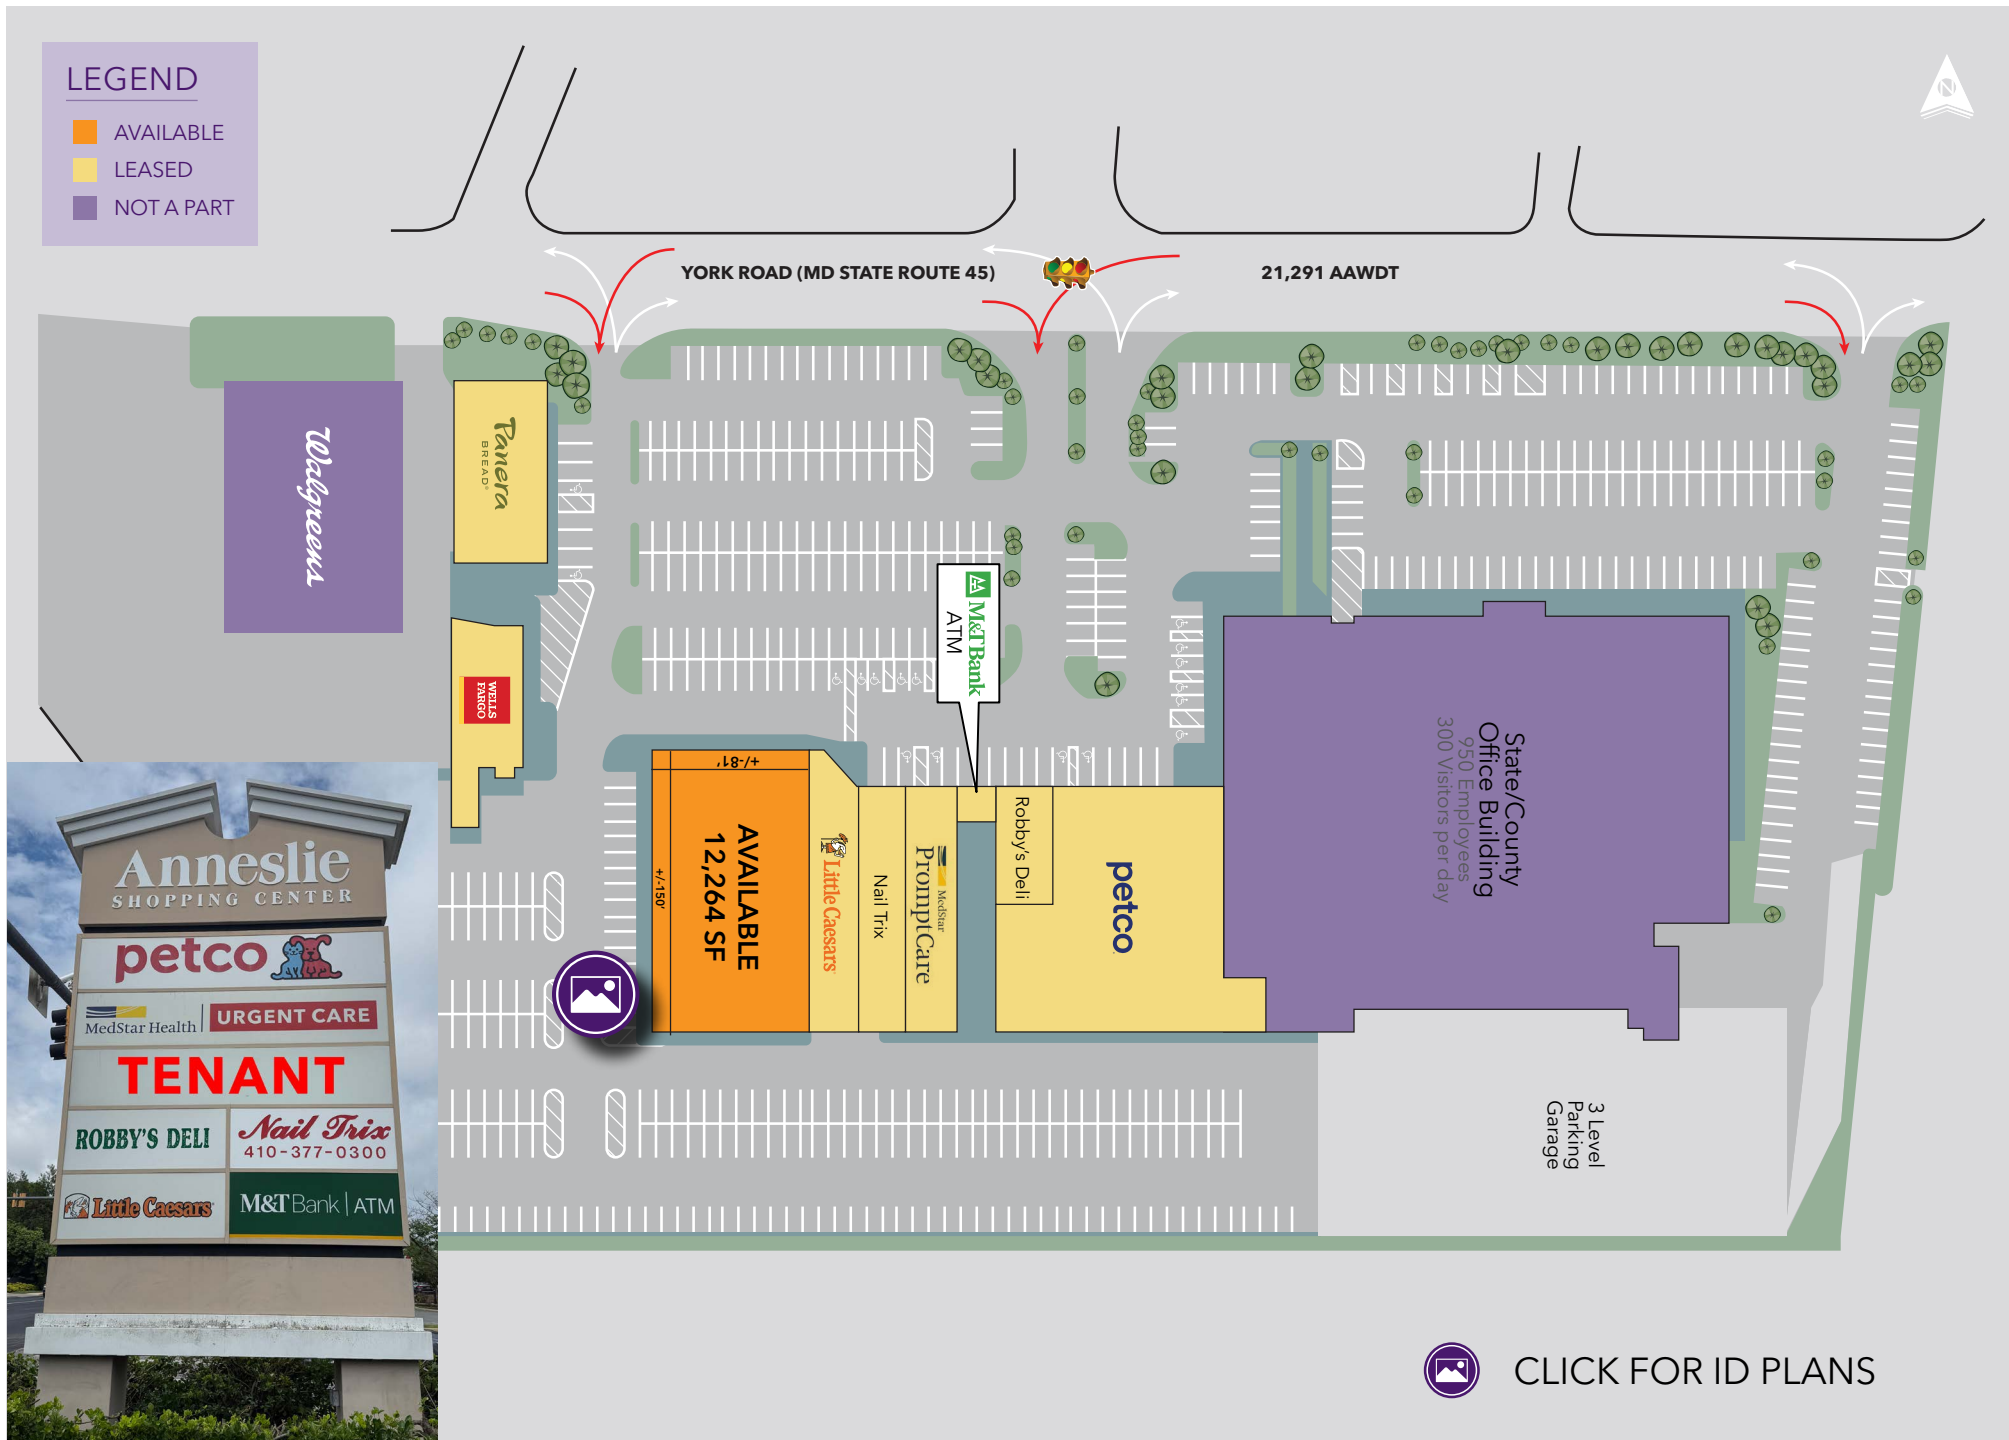 LEGEND
AVAILABLE
LEASED
NOT A PART
N
YORK ROAD (MD STATE ROUTE 45)
21,291 AAWDT
Walgreens
Panera
BREAD®
WELLS
FARGO
M&T Bank
ATM
+/-81'
+/-150'
AVAILABLE
12,264 SF
Little Caesars
Nail Trix
MedStar
PromptCare
Robby's Deli
petco
State/County
Office Building
950 Employees
300 Visitors per day
3 Level
Parking
Garage
Anneslie
SHOPPING CENTER
petco
MedStar Health
URGENT CARE
TENANT
ROBBY'S DELI
Nail Trix
410-377-0300
Little Caesars
M&T Bank | ATM
CLICK FOR ID PLANS